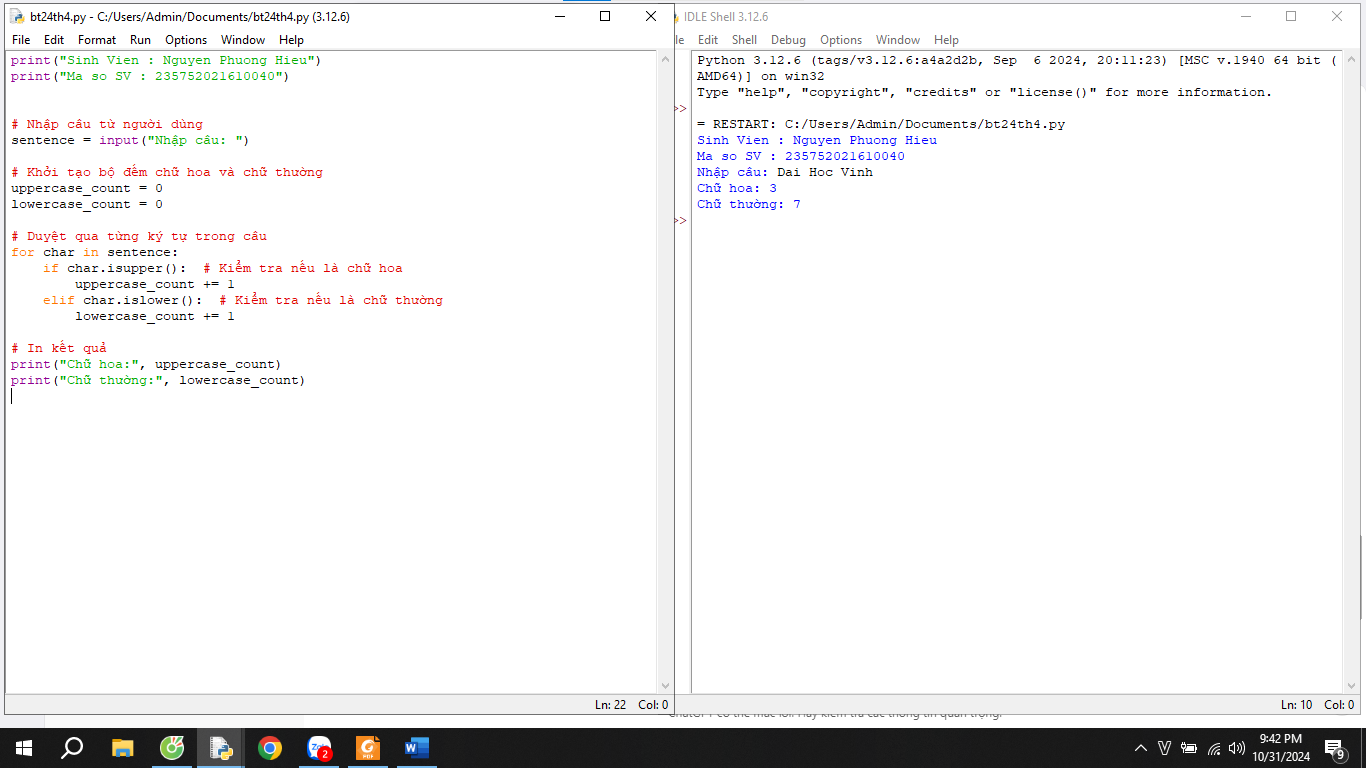 bt24th4.py - C:/Users/Admin/Documents/bt24th4.py (3.12.6)
File Edit Format Run Options Window Help
print("Sinh Vien : Nguyen Phuong Hieu")
print("Ma so SV : 235752021610040")
# Nhập câu từ người dùng
sentence = input("Nhập câu: ")
# Khởi tạo bộ đếm chữ hoa và chữ thường
uppercase_count = 0
lowercase_count = 0
# Duyệt qua từng ký tự trong câu
for char in sentence:
    if char.isupper():  # Kiểm tra nếu là chữ hoa
        uppercase_count += 1
    elif char.islower():  # Kiểm tra nếu là chữ thường
        lowercase_count += 1
# In kết quả
print("Chữ hoa:", uppercase_count)
print("Chữ thường:", lowercase_count)
Ln: 22 Col: 0
IDLE Shell 3.12.6
le Edit Shell Debug Options Window Help
Python 3.12.6 (tags/v3.12.6:a4a2d2b, Sep  6 2024, 20:11:23) [MSC v.1940 64 bit (
AMD64)] on win32
Type "help", "copyright", "credits" or "license()" for more information.
>>
= RESTART: C:/Users/Admin/Documents/bt24th4.py
Sinh Vien : Nguyen Phuong Hieu
Ma so SV : 235752021610040
Nhập câu: Dai Hoc Vinh
Chữ hoa: 3
Chữ thường: 7
>>
Ln: 10 Col: 0
9:42 PM
10/31/2024
2
9